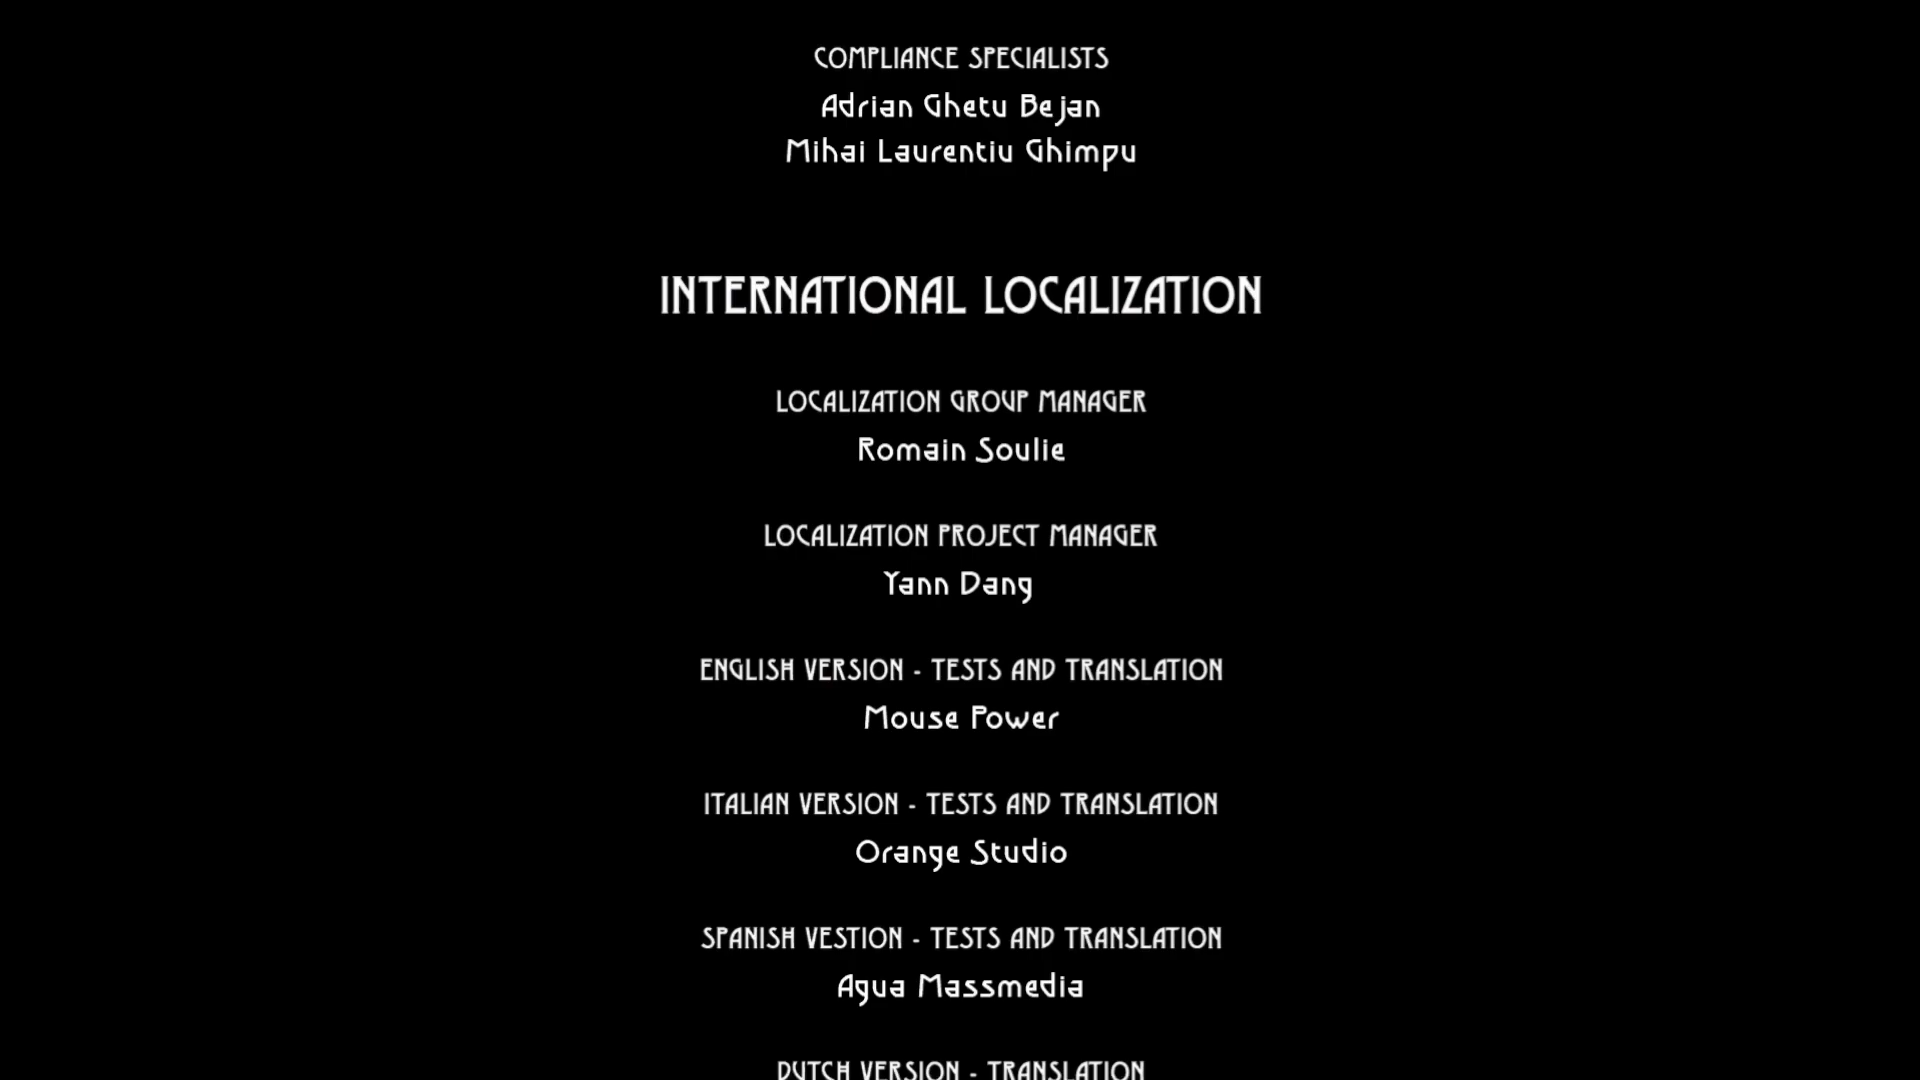 COMPLIANCE SPECIALISTS
Adrian Ghetu Bejan
Mihai Laurentiu Ghimpu
INTERNATIONAL LOCALIZATION
LOCALIZATION GROUP MANAGER
Romain Soulie
LOCALIZATION PROJECT MANAGER
Yann Dang
ENGLISH VERSION - TESTS AND TRANSLATION
Mouse Power
ITALIAN VERSION - TESTS AND TRANSLATION
Orange Studio
SPANISH VESTION - TESTS AND TRANSLATION
Agua Massmedia
DUTCH VERSION - TRANSLATION